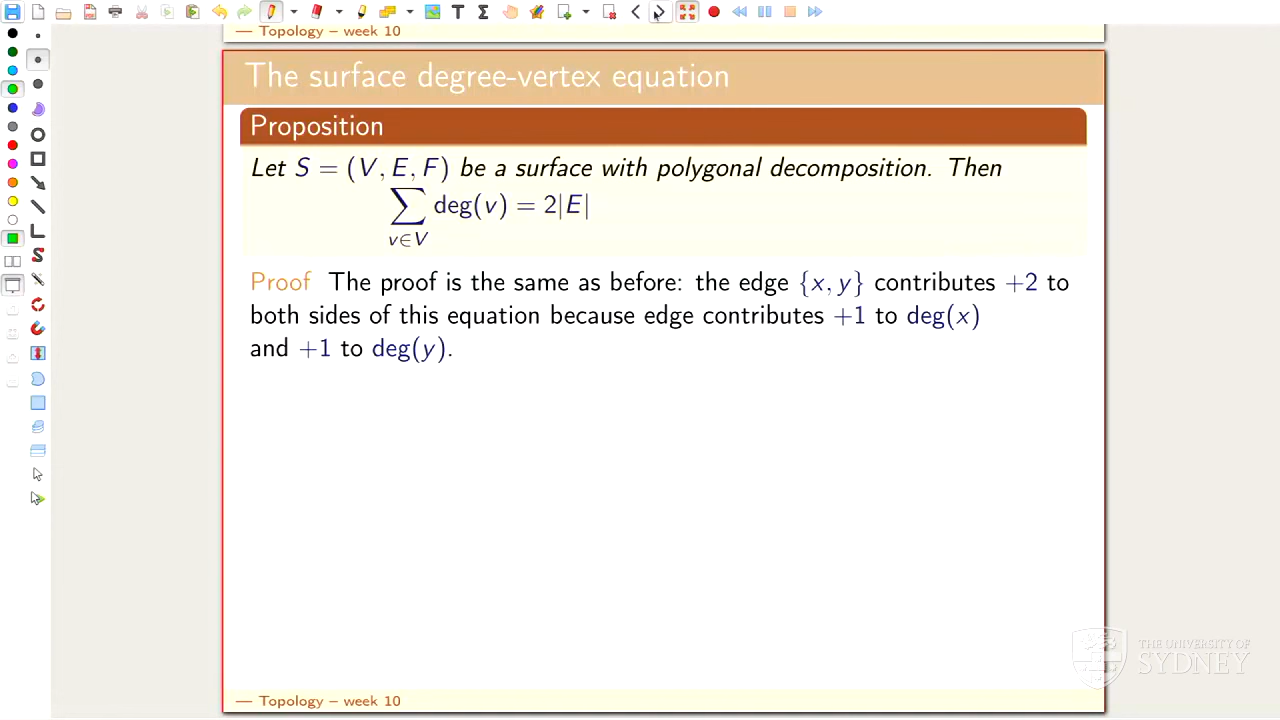 — Topology – week 10
The surface degree-vertex equation
Proposition
Let S = (V, E, F) be a surface with polygonal decomposition. Then
∑ deg(v) = 2|E|
v∈V
Proof The proof is the same as before: the edge {x, y} contributes +2 to
both sides of this equation because edge contributes +1 to deg(x)
and +1 to deg(y).
THE UNIVERSITY OF
SYDNEY
— Topology – week 10